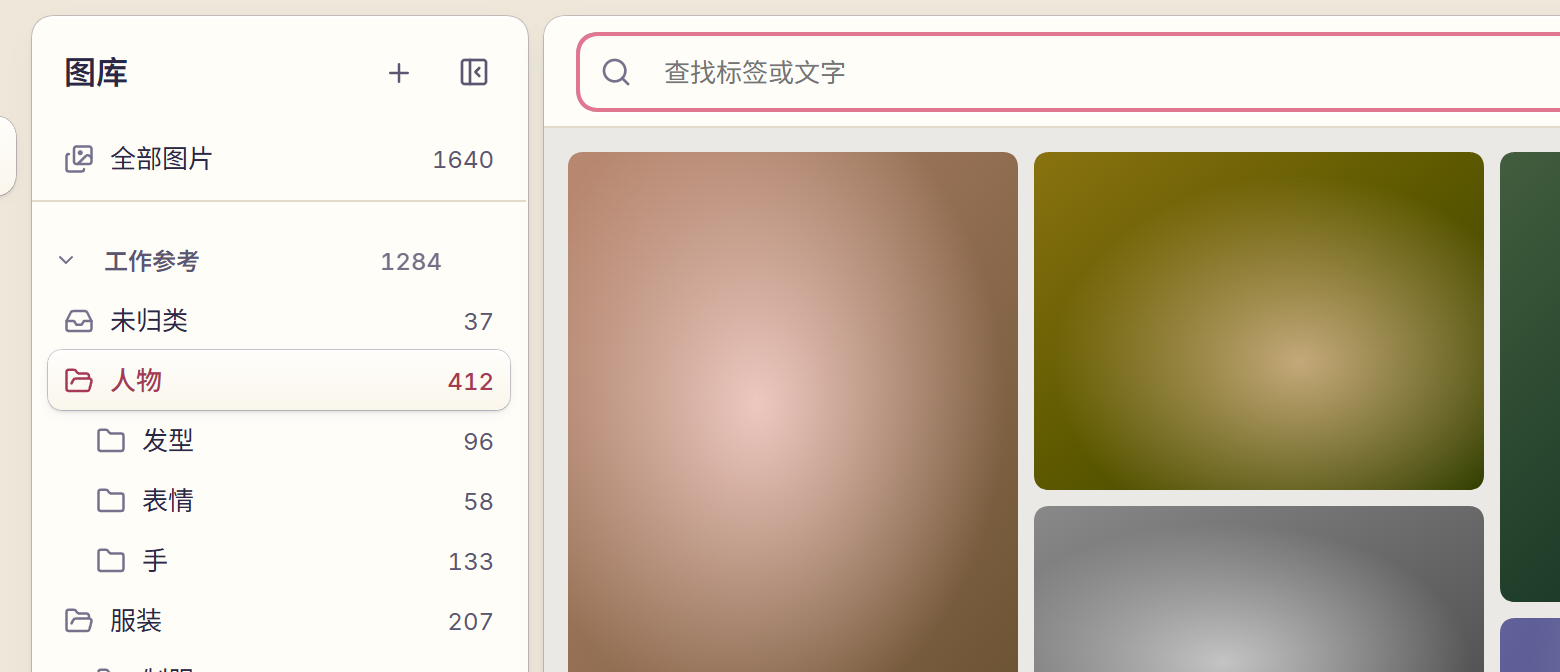 图库
全部图片 1640
工作参考 1284
未归类 37
人物 412
发型 96
表情 58
手 133
服装 207
查找标签或文字